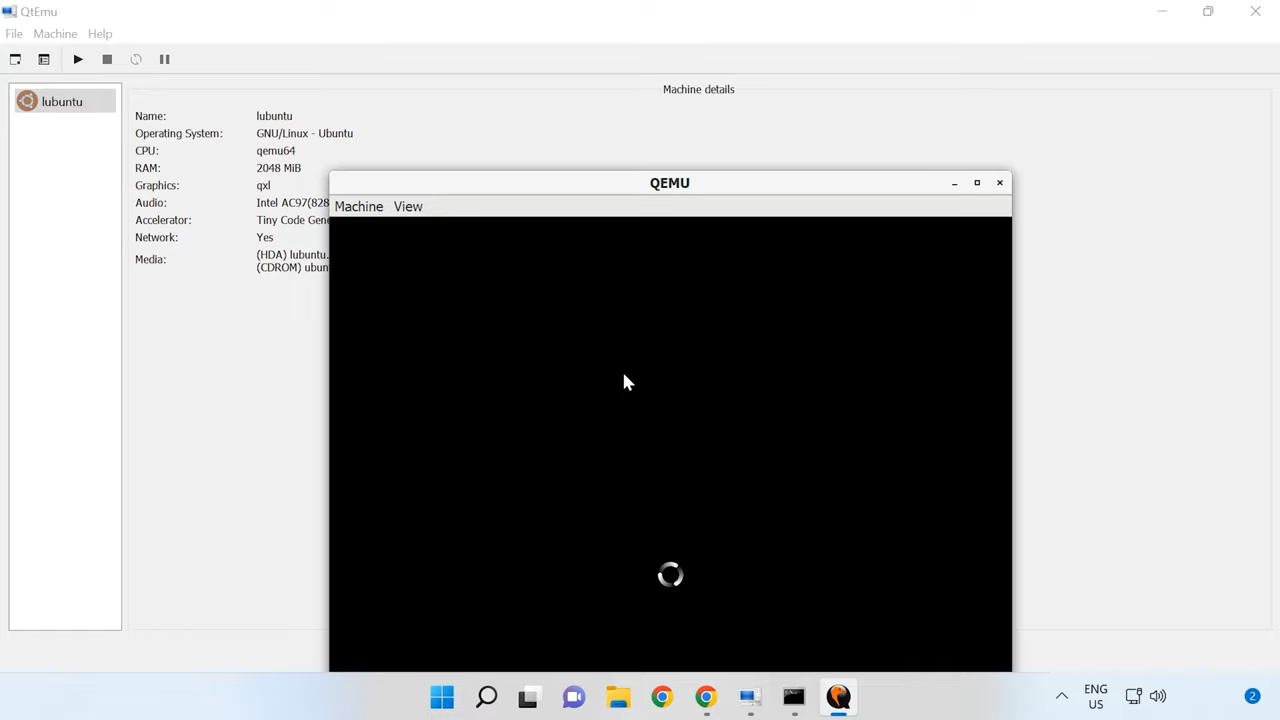 QtEmu
File Machine Help
lubuntu
Machine details
Name: lubuntu
Operating System: GNU/Linux - Ubuntu
CPU: qemu64
RAM: 2048 MiB
Graphics: qxl
Audio: Intel AC97(828
Accelerator: Tiny Code Gen
Network: Yes
Media: (HDA) lubuntu.
(CDROM) ubun
QEMU
Machine View
ENG
US
2